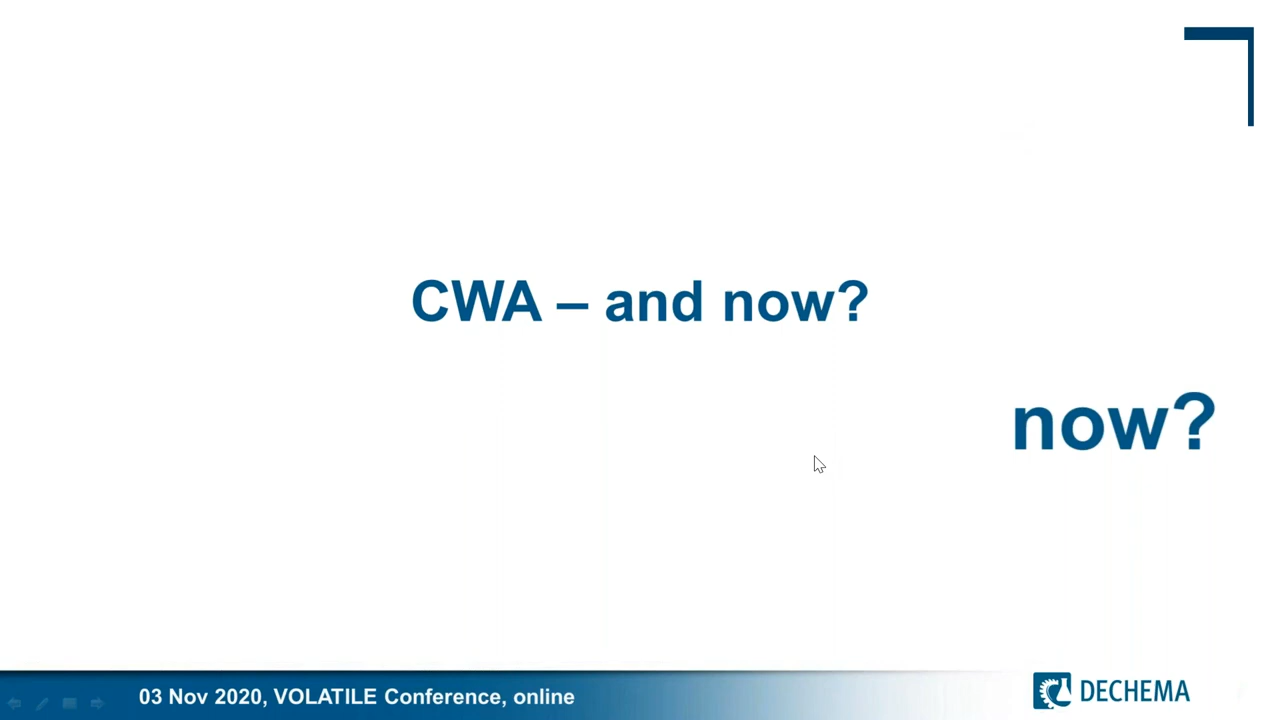 CWA – and now?
now?
03 Nov 2020, VOLATILE Conference, online
DECHEMA